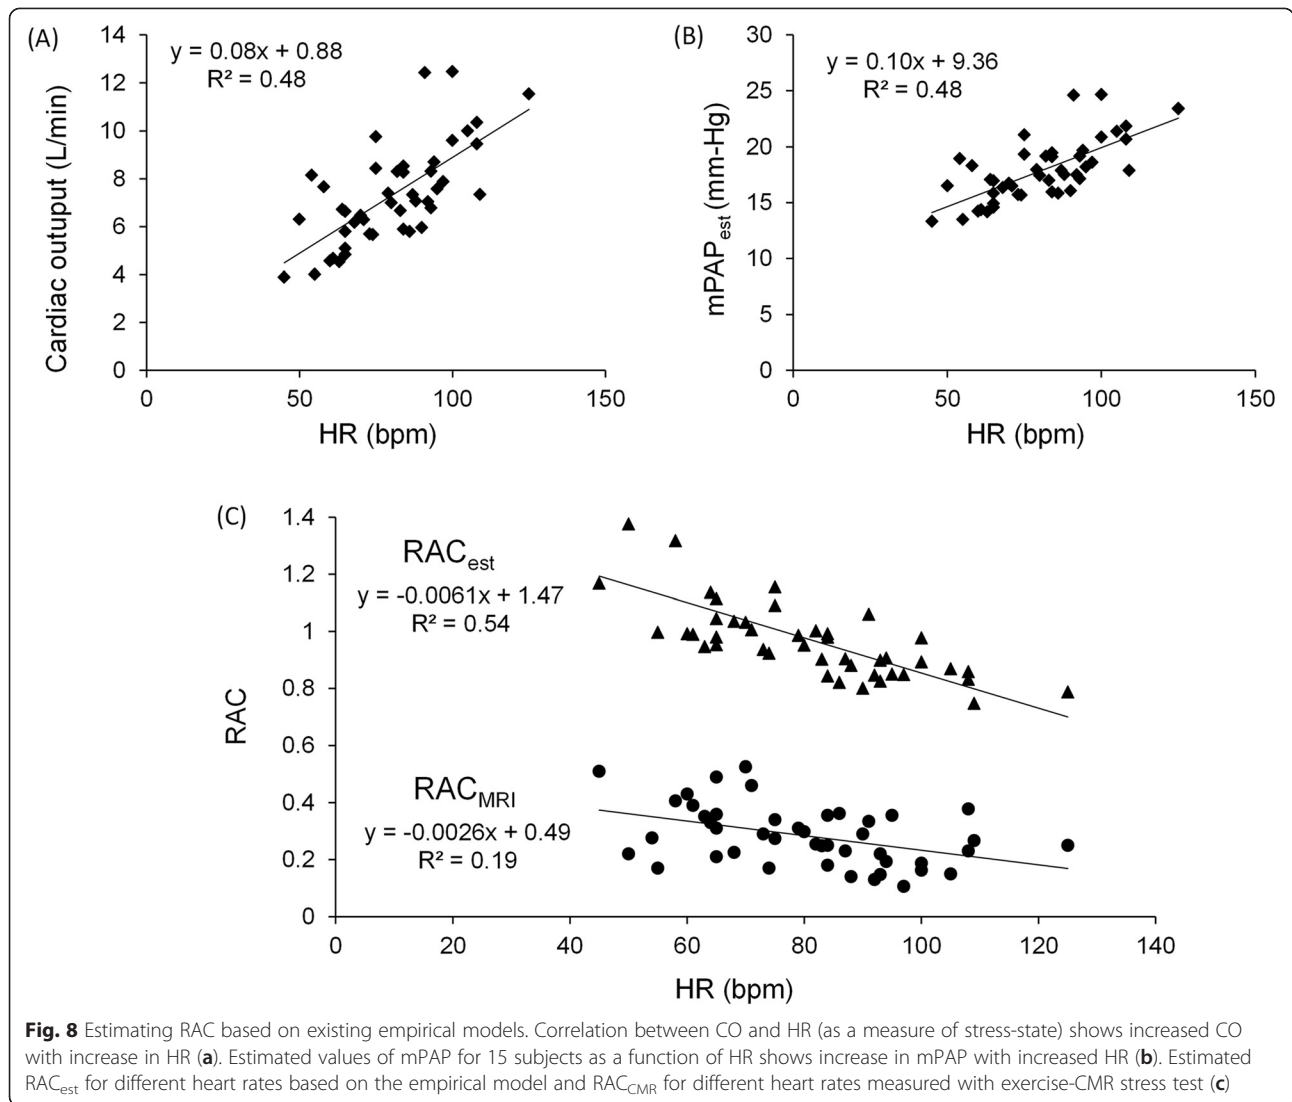 (A)
y = 0.08x + 0.88
R² = 0.48
14
12
10
8
6
4
2
0
Cardiac outuput (L/min)
0 50 100 150
HR (bpm)
(B)
y = 0.10x + 9.36
R² = 0.48
30
25
20
15
10
5
0
mPAPest (mm-Hg)
0 50 100 150
HR (bpm)
(C)
1.4
1.2
1
0.8
0.6
0.4
0.2
0
RAC
RACest
y = -0.0061x + 1.47
R² = 0.54
RACMRI
y = -0.0026x + 0.49
R² = 0.19
0 20 40 60 80 100 120 140
HR (bpm)
Fig. 8 Estimating RAC based on existing empirical models. Correlation between CO and HR (as a measure of stress-state) shows increased CO
with increase in HR (a). Estimated values of mPAP for 15 subjects as a function of HR shows increase in mPAP with increased HR (b). Estimated
RACest for different heart rates based on the empirical model and RACCMR for different heart rates measured with exercise-CMR stress test (c)